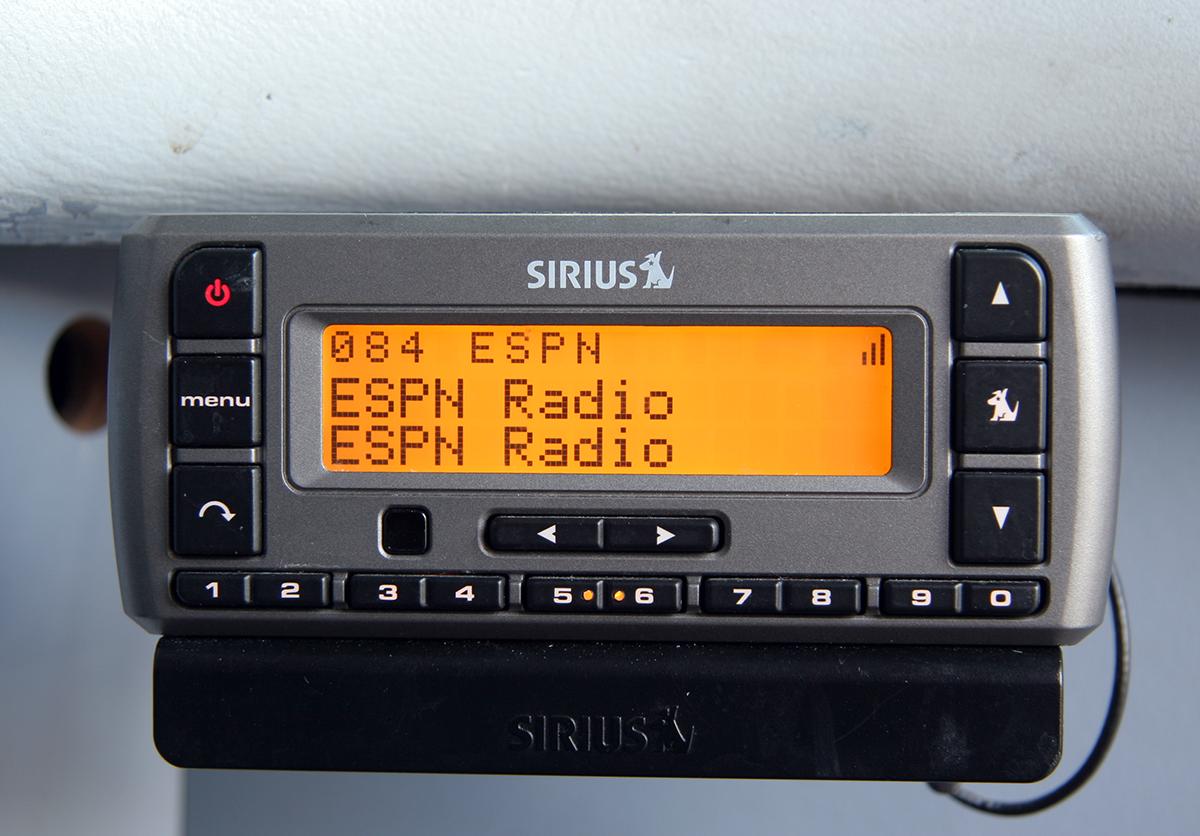 SIRIUS
084 ESPN
ESPN Radio
ESPN Radio
menu
1 2 3 4 5 6 7 8 9 0
SIRIUS